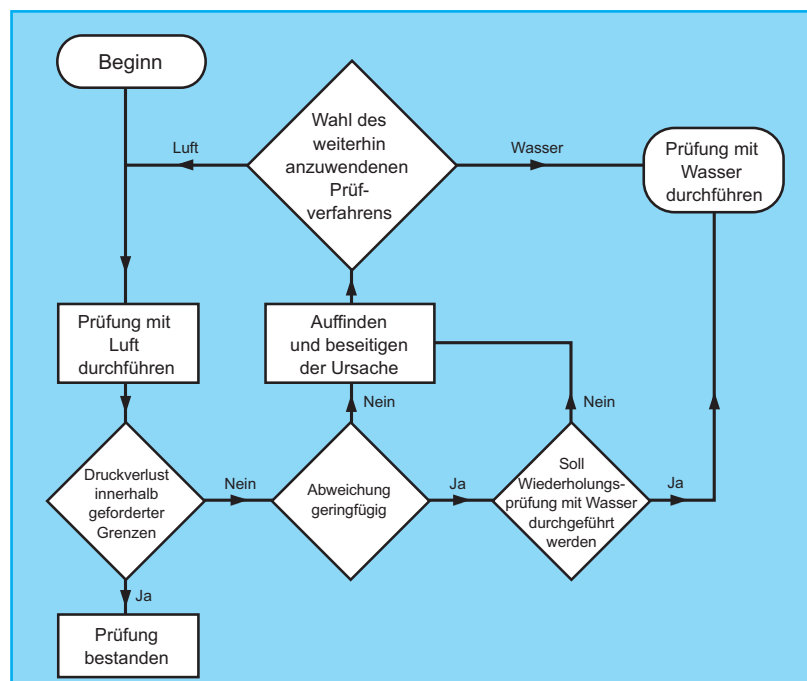 Beginn
Luft
Wahl des
weiterhin
anzuwendenen
Prüf-
verfahrens
Wasser
Prüfung mit
Wasser
durchführen
Prüfung mit
Luft
durchführen
Auffinden
und beseitigen
der Ursache
Nein
Nein
Druckverlust
innerhalb
geforderter
Grenzen
Nein
Abweichung
geringfügig
Ja
Soll
Wiederholungs-
prüfung mit Wasser
durchgeführt
werden
Ja
Ja
Prüfung
bestanden